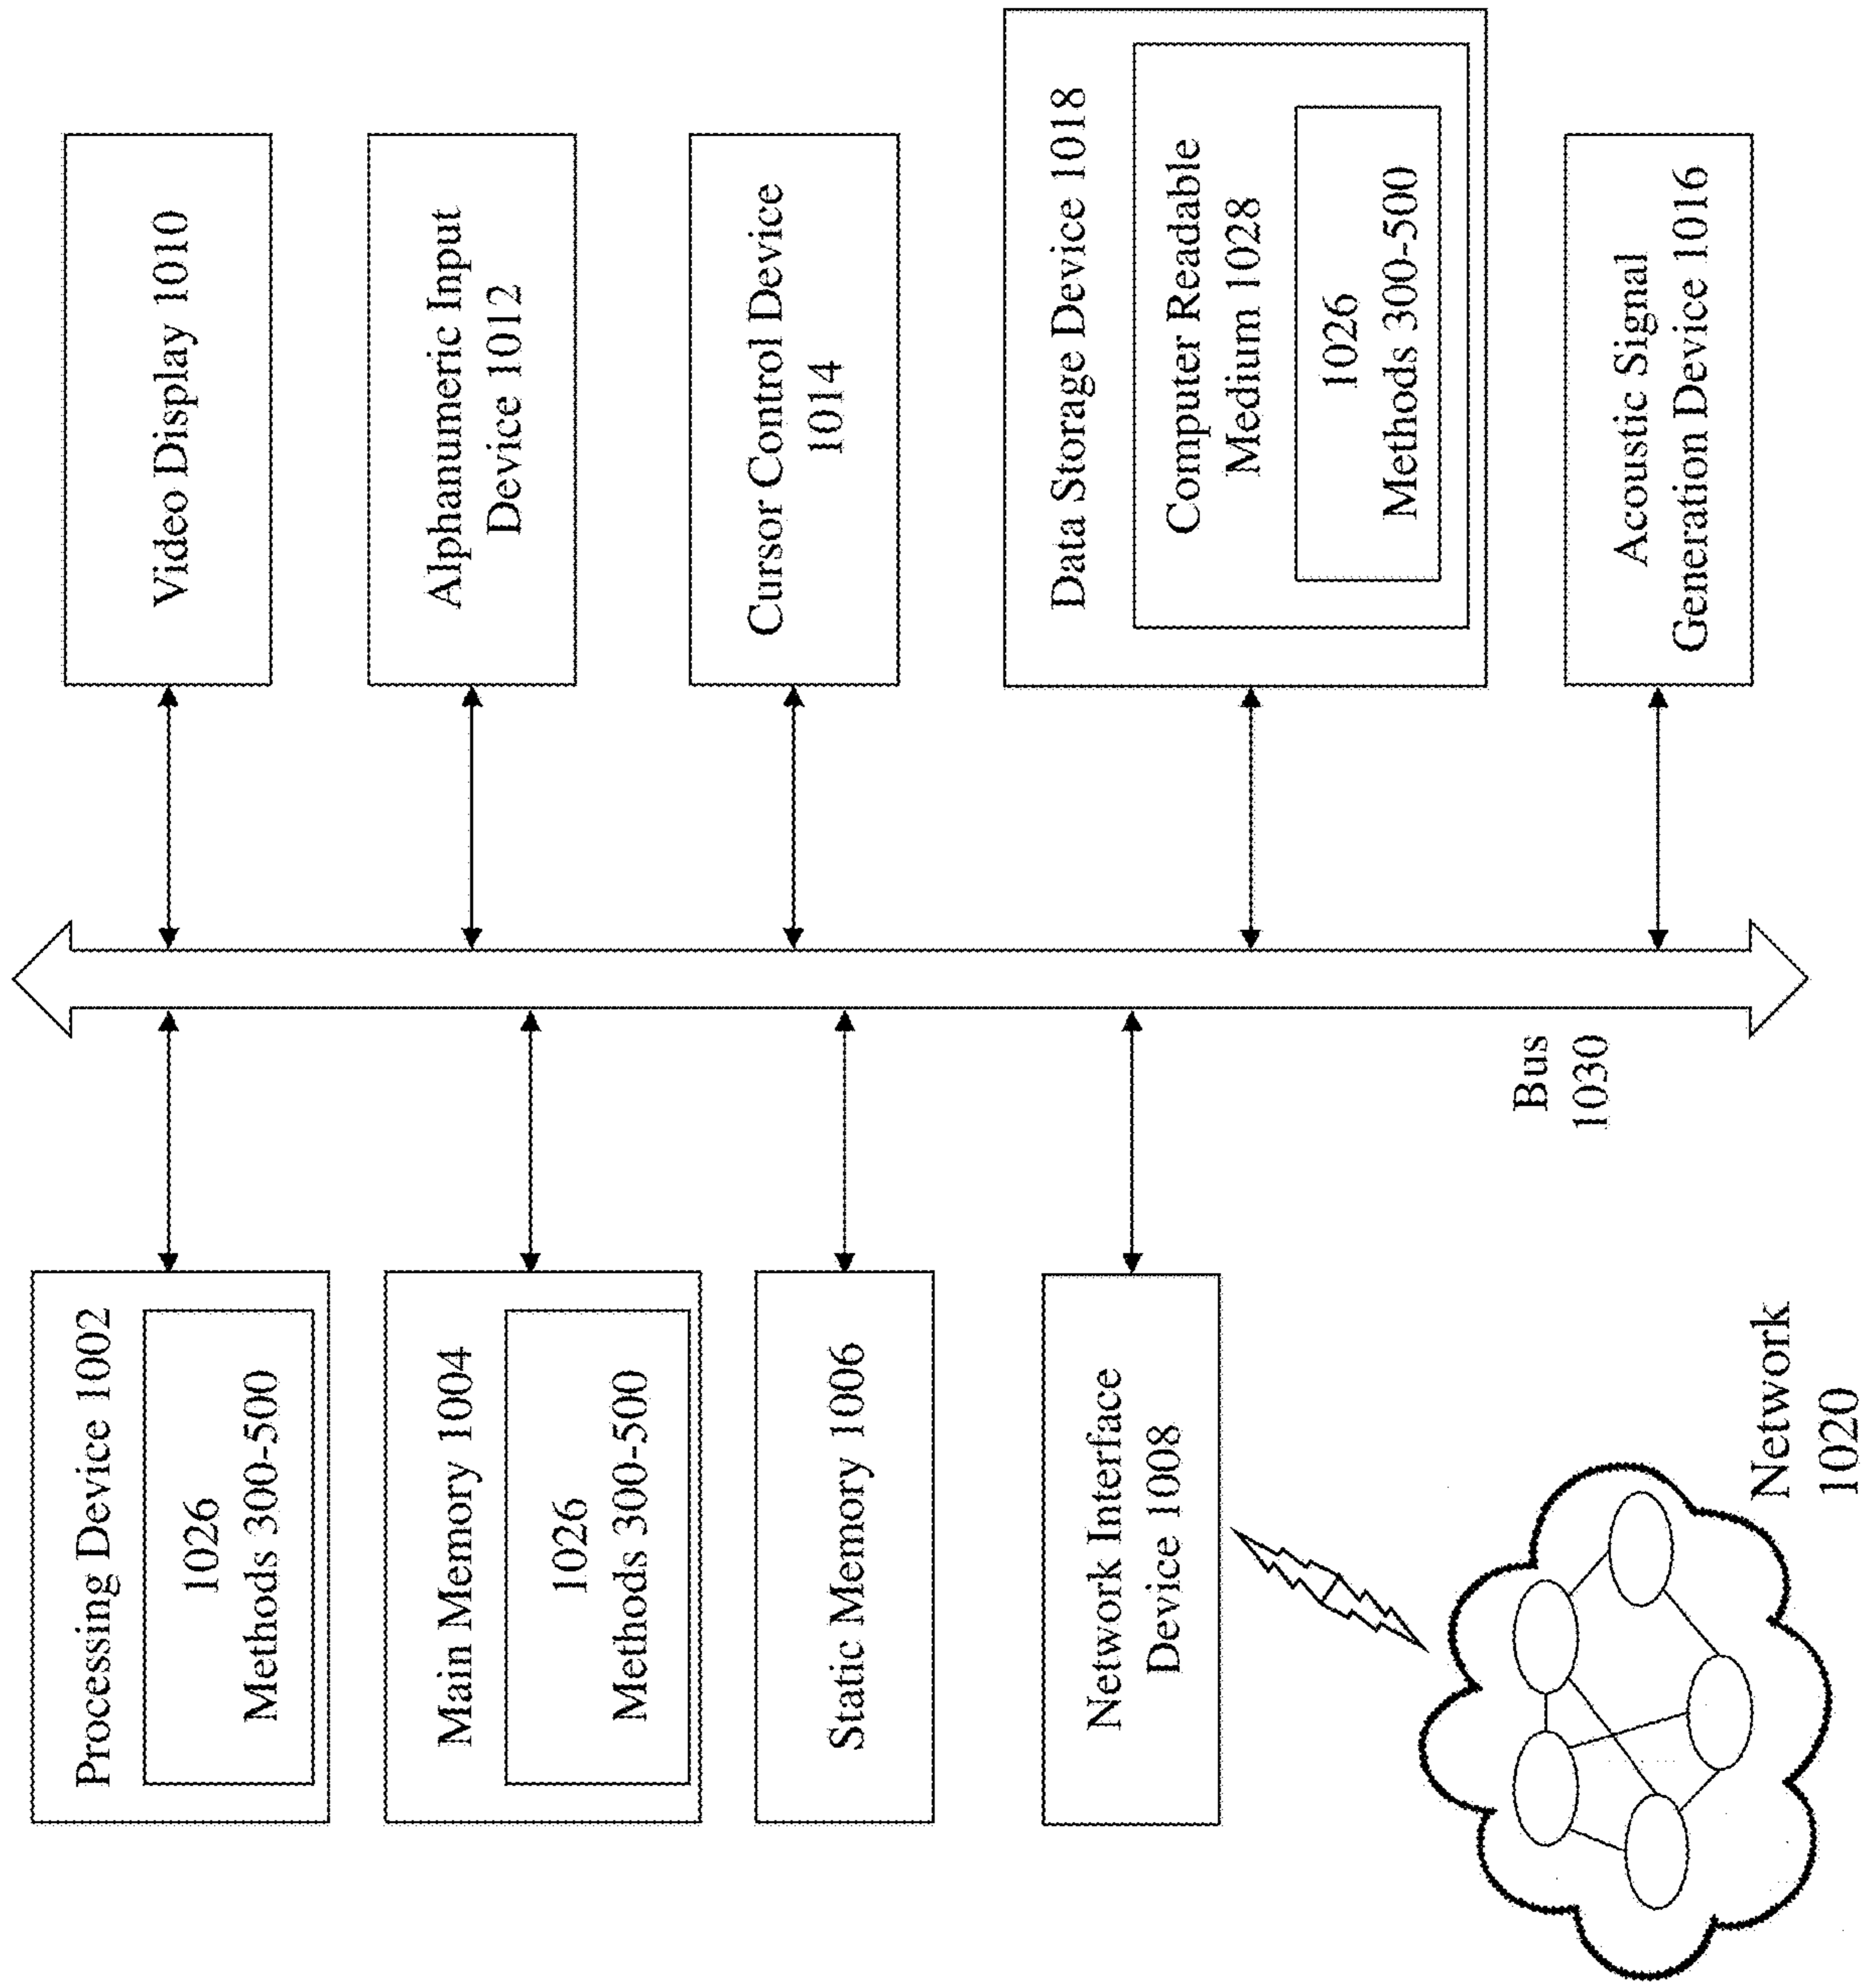 Processing Device 1002
1026
Methods 300-500
Main Memory 1004
1026
Methods 300-500
Static Memory 1006
Network Interface
Device 1008
Network
1020
Bus
1030
Video Display 1010
Alphanumeric Input
Device 1012
Cursor Control Device
1014
Data Storage Device 1018
Computer Readable
Medium 1028
1026
Methods 300-500
Acoustic Signal
Generation Device 1016